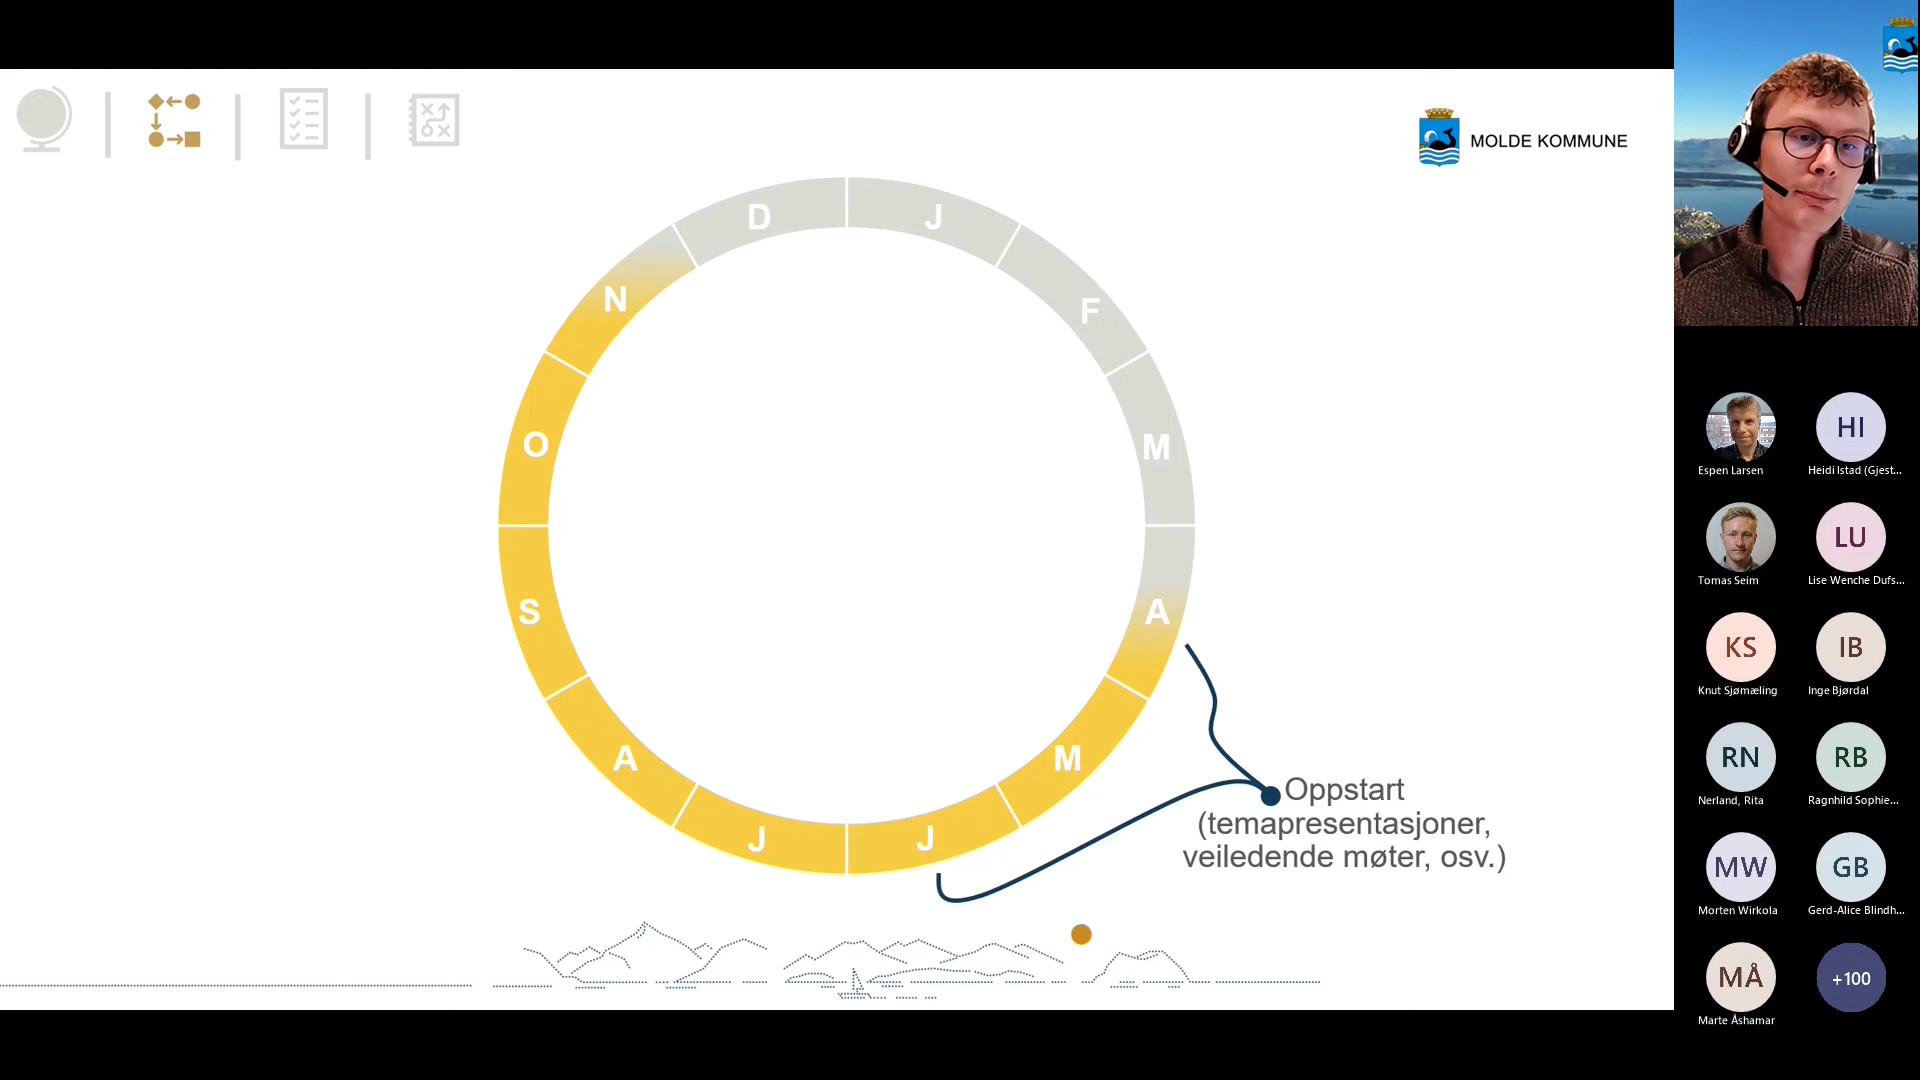 MOLDE KOMMUNE
D
J
N
F
O
M
S
A
A
M
J
J
Oppstart
(temapresentasjoner,
veiledende møter, osv.)
Espen Larsen
HI
Heidi Istad (Gjest...
Tomas Seim
LU
Lise Wenche Dufs...
KS
Knut Sjømæling
IB
Inge Bjørdal
RN
Nerland, Rita
RB
Ragnhild Sophie...
MW
Morten Wirkola
GB
Gerd-Alice Blindh...
MÅ
Marte Åshamar
+100